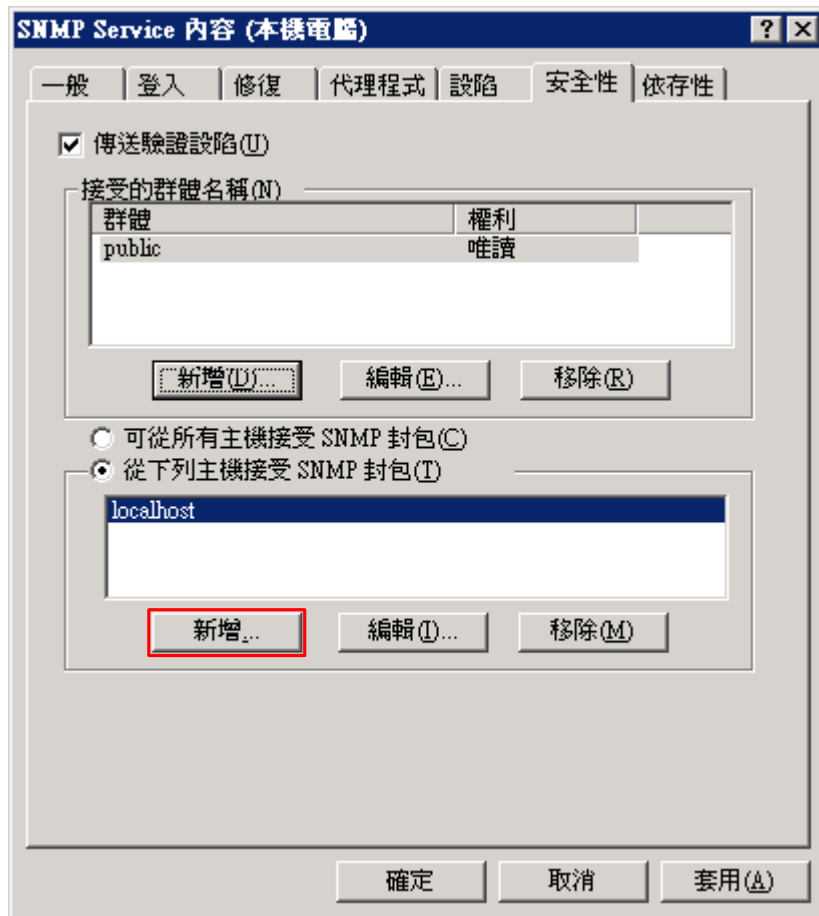 SNMP Service 內容 (本機電腦)
一般 登入 修復 代理程式 設陷 安全性 依存性
傳送驗證設陷(U)
接受的群體名稱(N)
群體 權利
public 唯讀
新增(D)... 編輯(E)... 移除(R)
可從所有主機接受 SNMP 封包(C)
從下列主機接受 SNMP 封包(T)
localhost
新增... 編輯(I)... 移除(M)
確定 取消 套用(A)